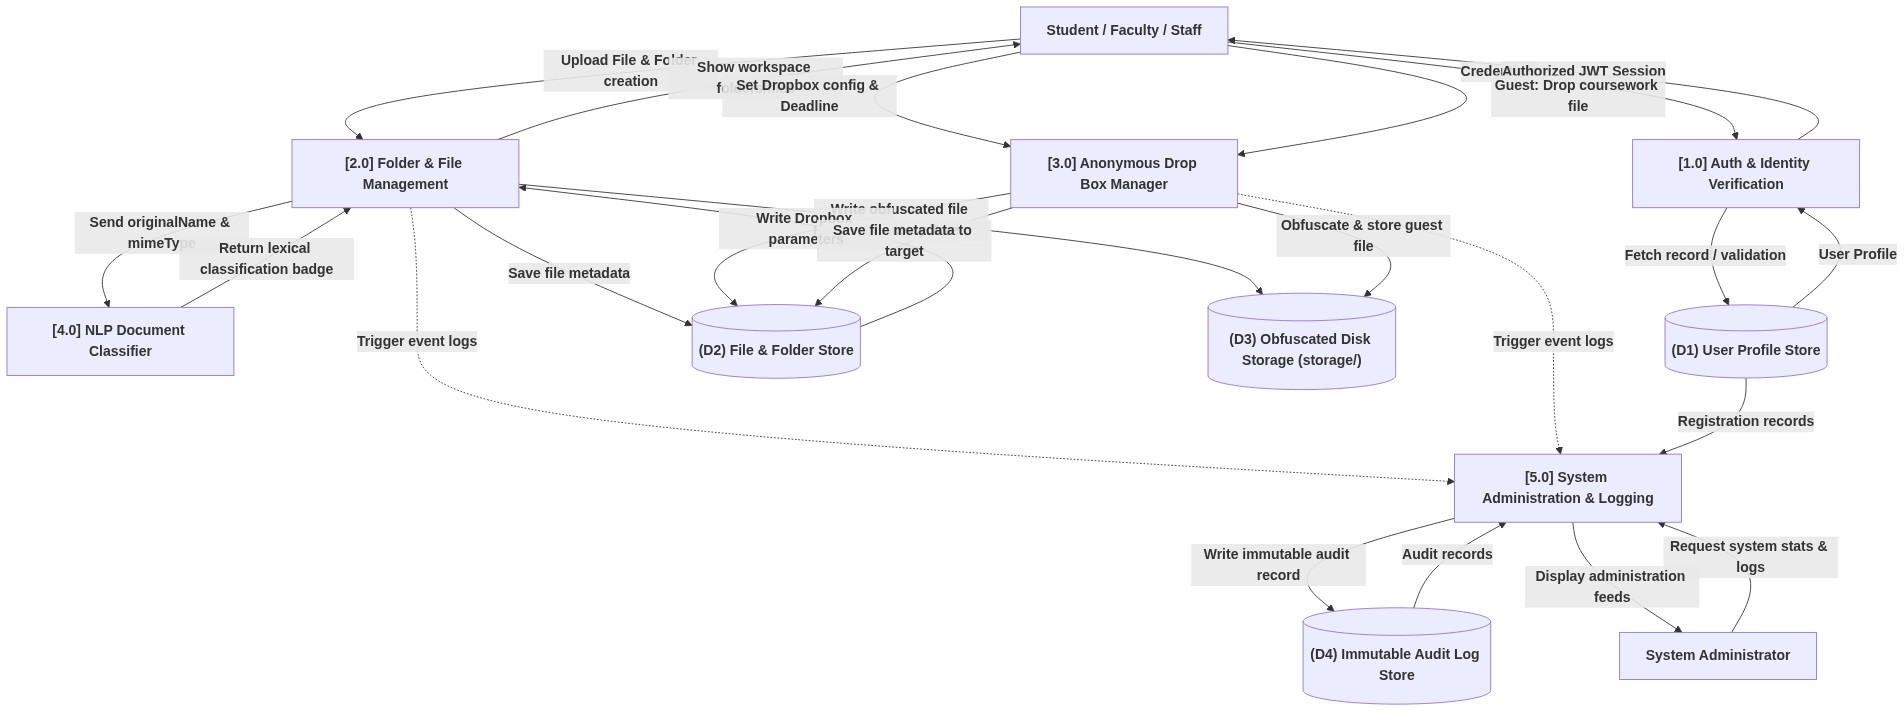 Student / Faculty / Staff
Upload File & Folder
creation
Show workspace
Set Dropbox config &
Deadline
Authorized JWT Session
Guest: Drop coursework
file
[2.0] Folder & File
Management
[3.0] Anonymous Drop
Box Manager
[1.0] Auth & Identity
Verification
Send originalName &
mimeType
Return lexical
classification badge
Write Dropbox
parameters
Write obfuscated file
Save file metadata to
target
Obfuscate & store guest
file
Save file metadata
Fetch record / validation
User Profile
[4.0] NLP Document
Classifier
(D2) File & Folder Store
(D3) Obfuscated Disk
Storage (storage/)
(D1) User Profile Store
Trigger event logs
Trigger event logs
Registration records
[5.0] System
Administration & Logging
Write immutable audit
record
Audit records
Request system stats &
logs
Display administration
feeds
(D4) Immutable Audit Log
Store
System Administrator